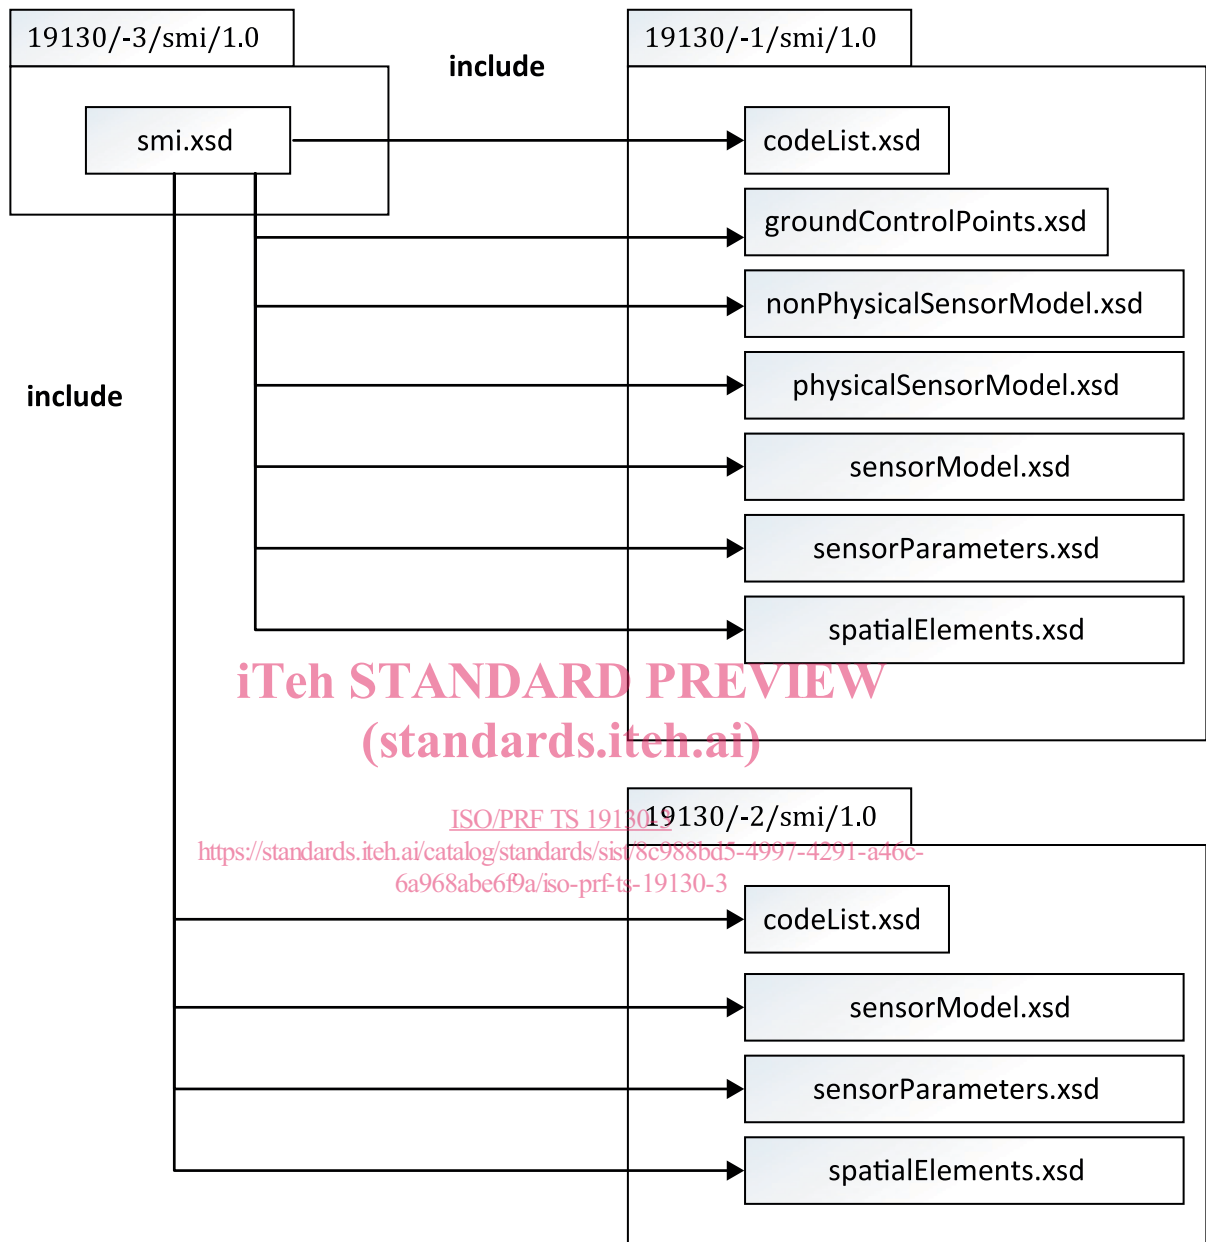 19130/-3/smi/1.0
19130/-1/smi/1.0
include
smi.xsd
codeList.xsd
groundControlPoints.xsd
nonPhysicalSensorModel.xsd
physicalSensorModel.xsd
include
sensorModel.xsd
sensorParameters.xsd
spatialElements.xsd
iTeh STANDARD PREVIEW
(standards.iteh.ai)
19130/-2/smi/1.0
ISO/PRF TS 19130-3
https://standards.iteh.ai/catalog/standards/sist/8c988bd5-4997-4291-a46c-
6a968abe6f9a/iso-prf-ts-19130-3
codeList.xsd
sensorModel.xsd
sensorParameters.xsd
spatialElements.xsd